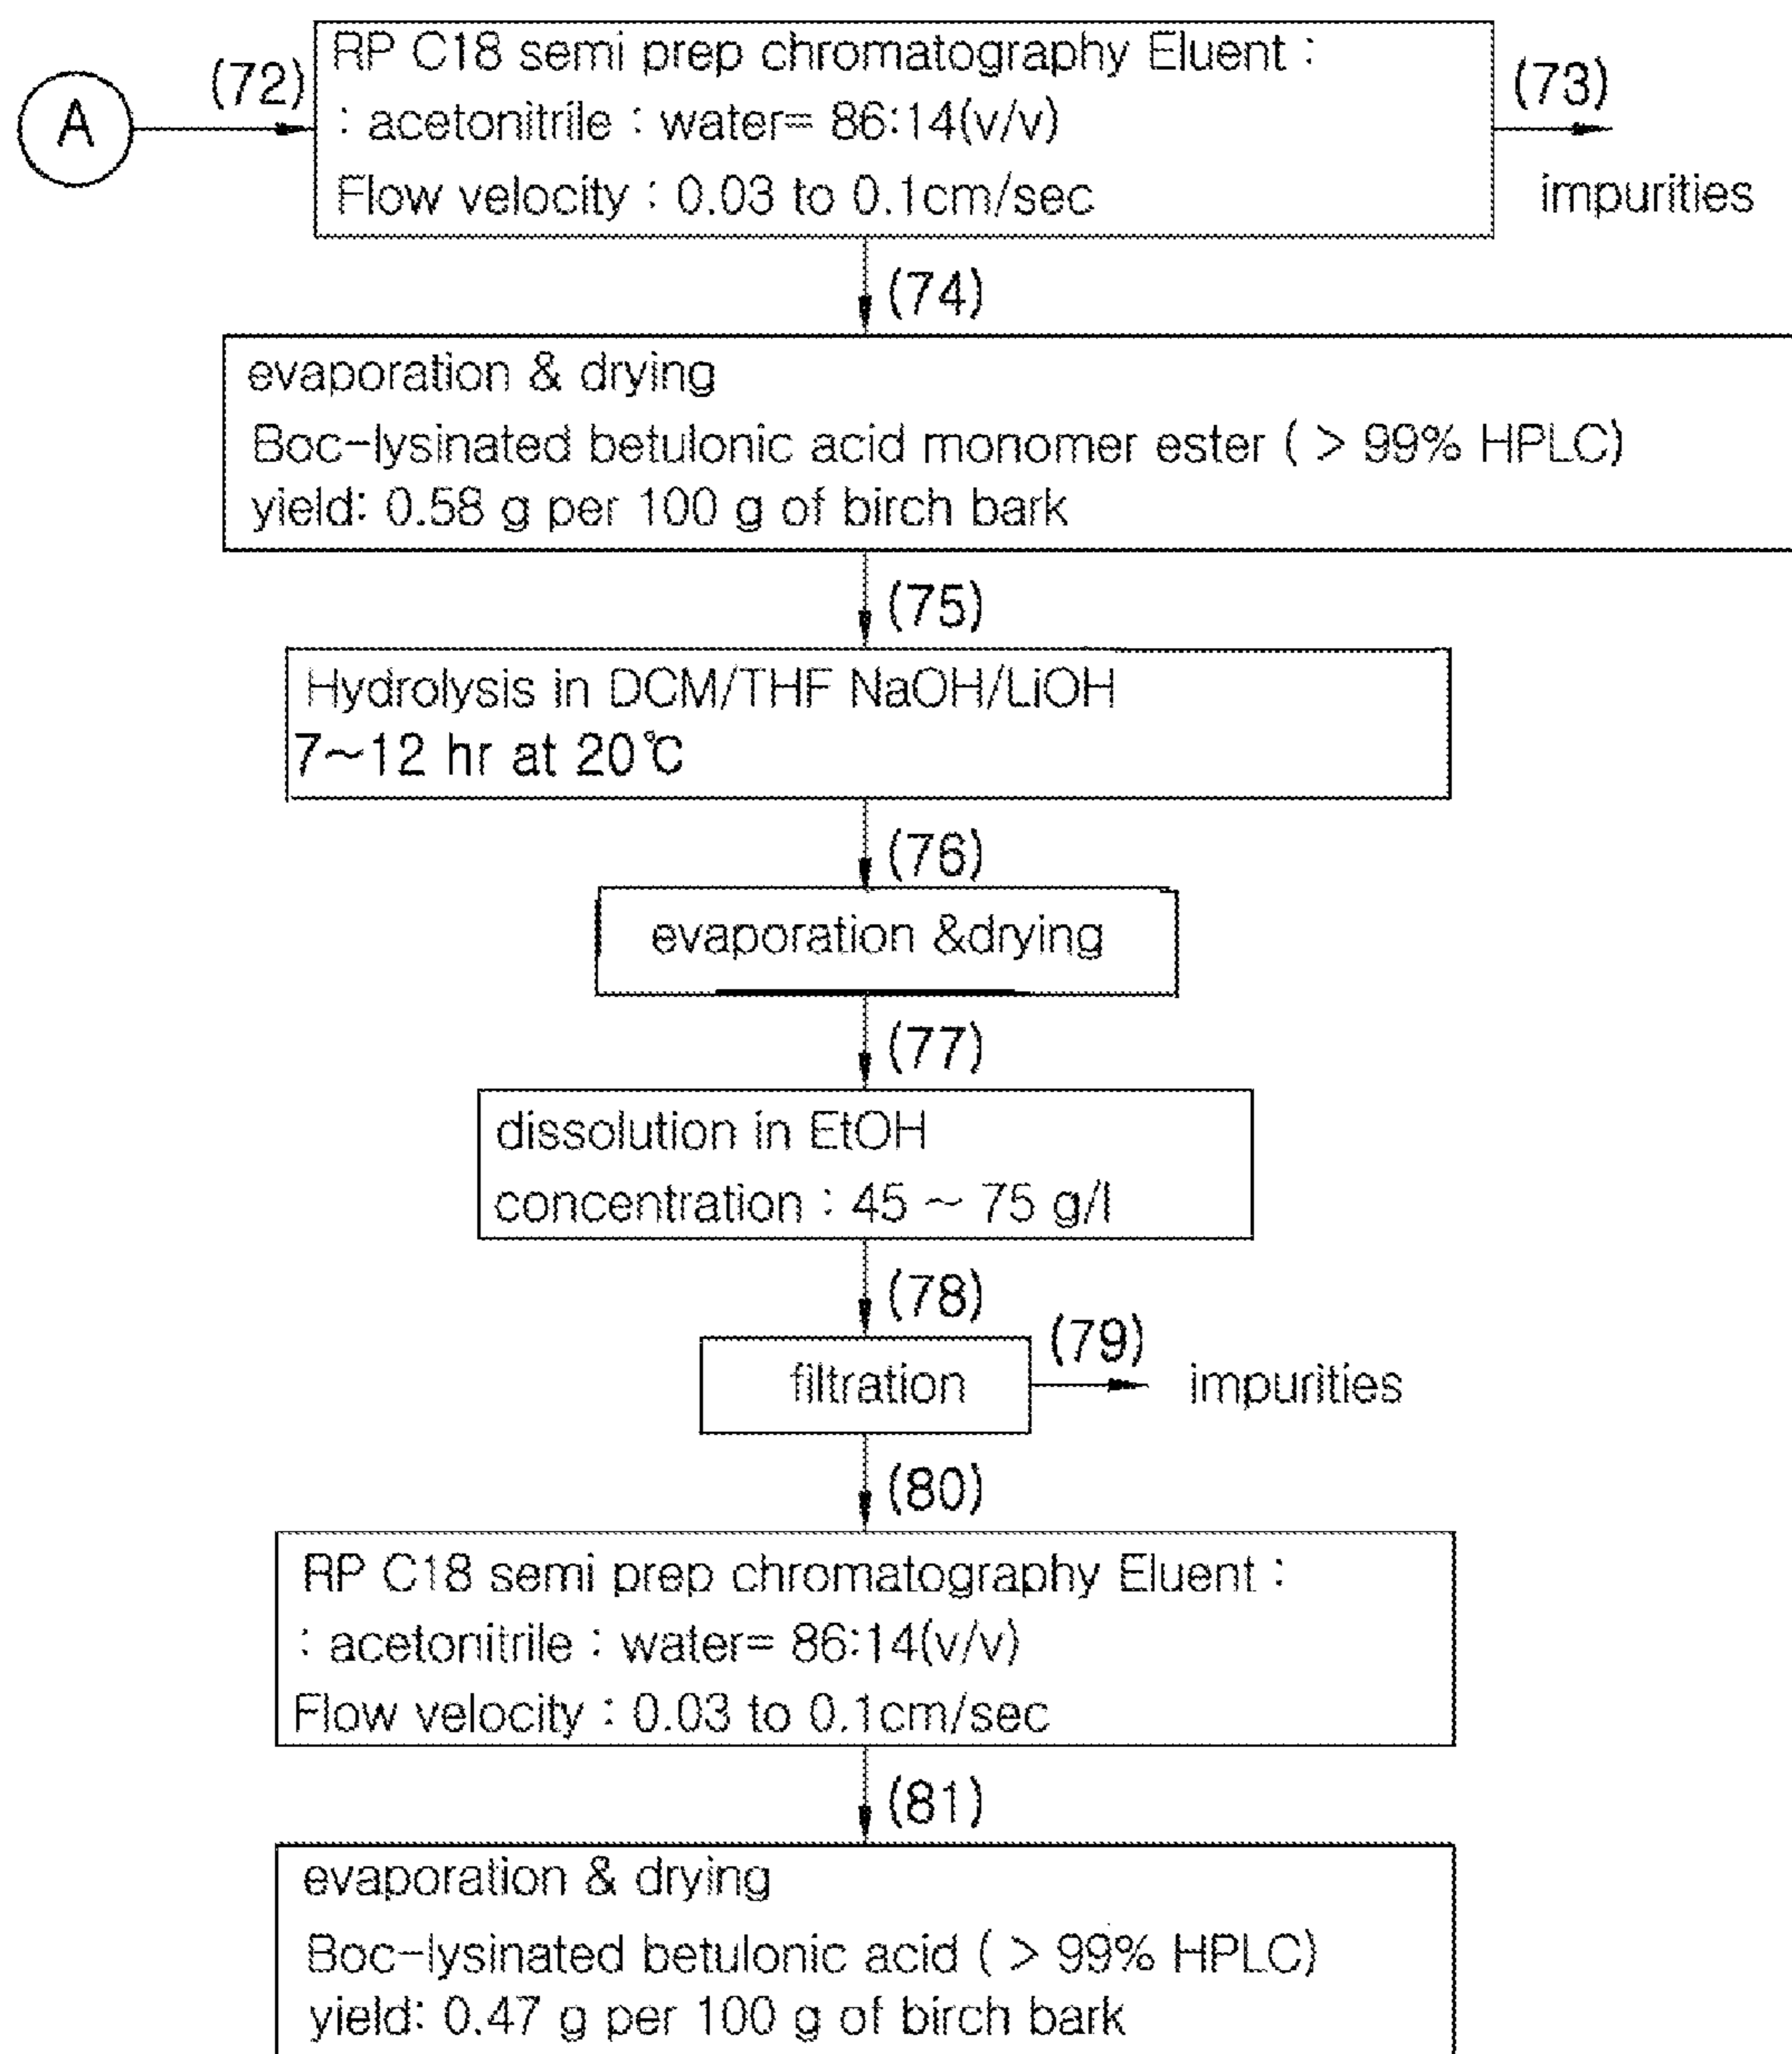 A
(72)
RP C18 semi prep chromatography Eluent :
: acetonitrile : water= 86:14(v/v)
Flow velocity : 0.03 to 0.1cm/sec
(73)
impurities
(74)
evaporation & drying
Boc-lysinated betulonic acid monomer ester ( > 99% HPLC)
yield: 0.58 g per 100 g of birch bark
(75)
Hydrolysis in DCM/THF NaOH/LiOH
7~12 hr at 20℃
(76)
evaporation &drying
(77)
dissolution in EtOH
concentration : 45 ~ 75 g/l
(78)
filtration
(79)
impurities
(80)
RP C18 semi prep chromatography Eluent :
: acetonitrile : water= 86:14(v/v)
Flow velocity : 0.03 to 0.1cm/sec
(81)
evaporation & drying
Boc-lysinated betulonic acid ( > 99% HPLC)
yield: 0.47 g per 100 g of birch bark